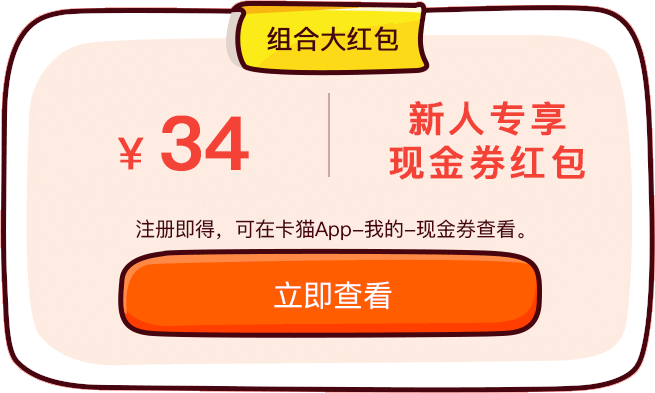 组合大红包
¥ 34
新人专享
现金券红包
注册即得，可在卡猫App-我的-现金券查看。
立即查看